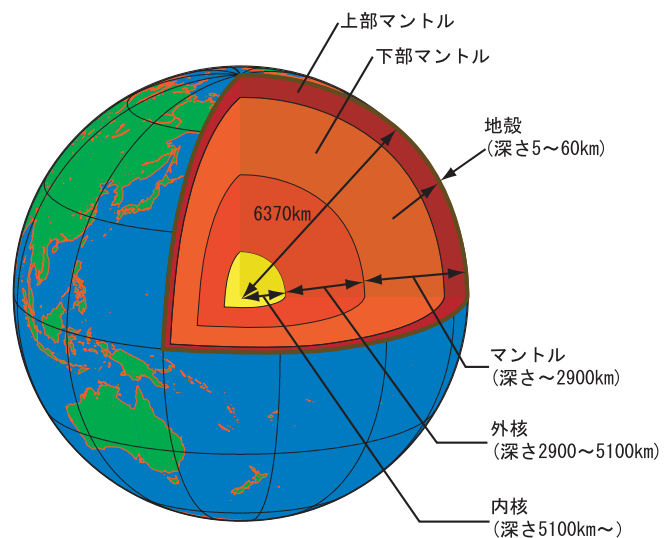 上部マントル
下部マントル
地殻
(深さ5～60km)
6370km
マントル
(深さ～2900km)
外核
(深さ2900～5100km)
内核
(深さ5100km～)